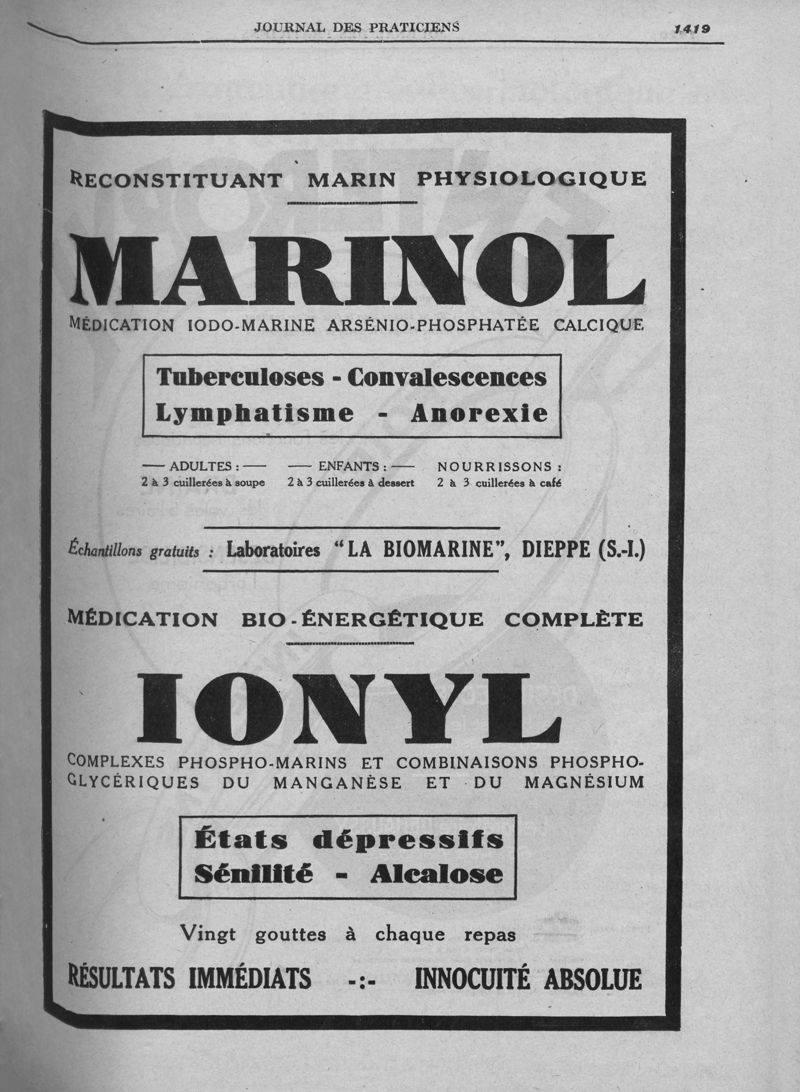 JOURNAL DES PRATICIENS 1419
RECONSTITUANT MARIN PHYSIOLOGIQUE
MARINOL
MÉDICATION IODO-MARINE ARSÉNIO-PHOSPHATÉE CALCIQUE
Tuberculoses - Convalescences
Lymphatisme - Anorexie
— ADULTES : — — ENFANTS : — NOURRISSONS :
2 à 3 cuillerées à soupe 2 à 3 cuillerées à dessert 2 à 3 cuillerées à café
Échantillons gratuits : Laboratoires "LA BIOMARINE", DIEPPE (S.-I.)
MÉDICATION BIO-ÉNERGÉTIQUE COMPLÈTE
IONYL
COMPLEXES PHOSPHO-MARINS ET COMBINAISONS PHOSPHO-
GLYCÉRIQUES DU MANGANÈSE ET DU MAGNÉSIUM
États dépressifs
Sénilité - Alcalose
Vingt gouttes à chaque repas
RÉSULTATS IMMÉDIATS -:- INNOCUITÉ ABSOLUE